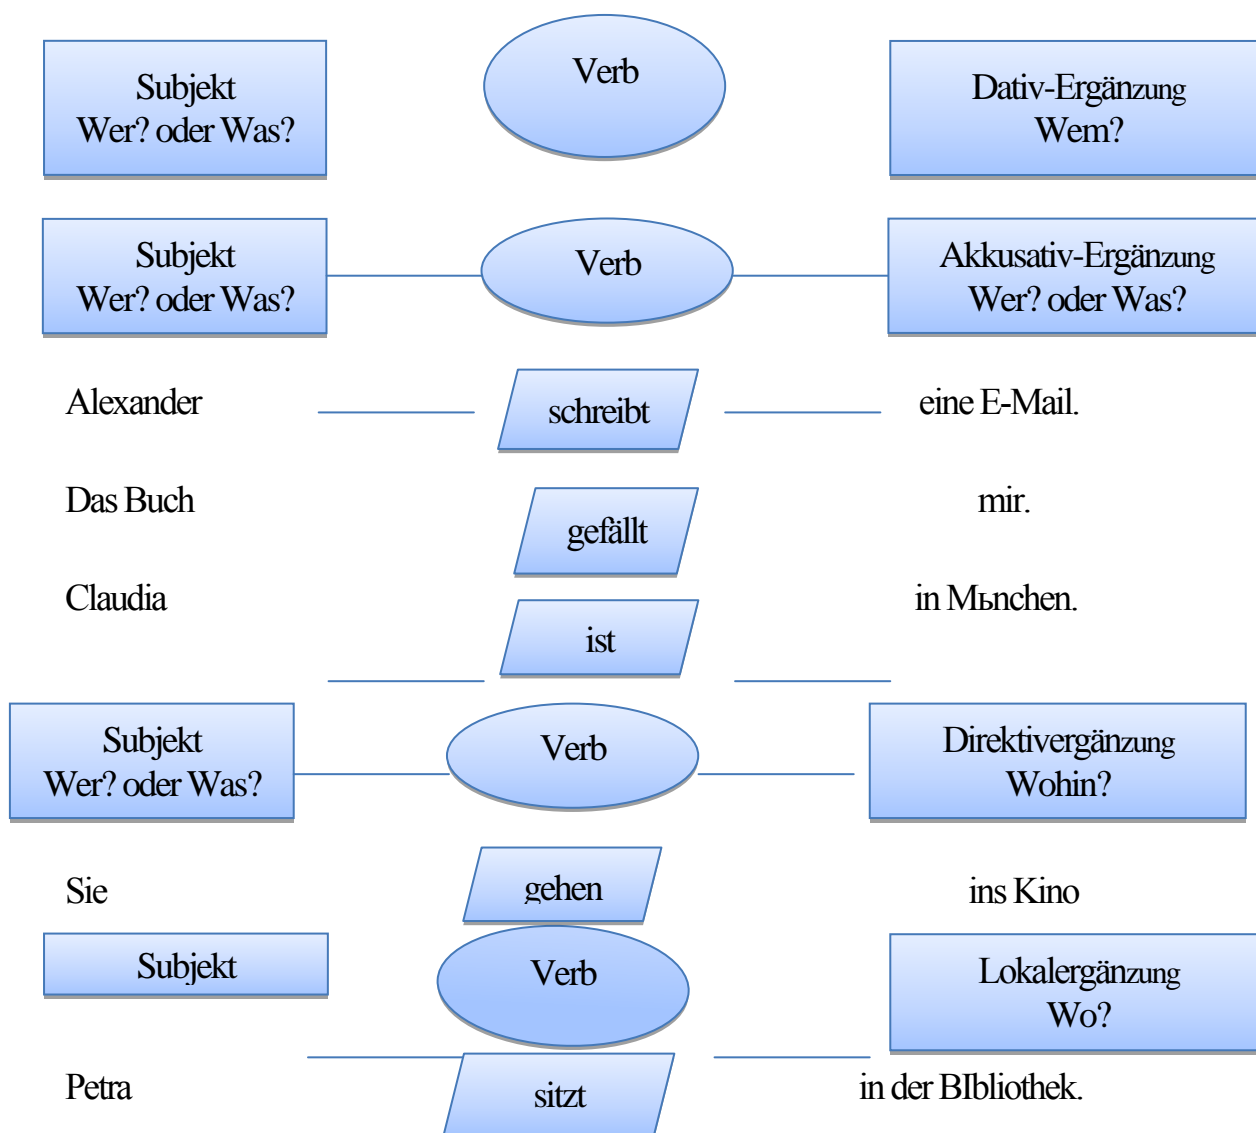 Subjekt
Wer? oder Was?
Verb
Dativ-Ergänzung
Wem?
Subjekt
Wer? oder Was?
Verb
Akkusativ-Ergänzung
Wer? oder Was?
Alexander
schreibt
eine E-Mail.
Das Buch
gefällt
mir.
Claudia
ist
in Mьnchen.
Subjekt
Wer? oder Was?
Verb
Direktivergänzung
Wohin?
Sie
gehen
ins Kino
Subjekt
Verb
Lokalergänzung
Wo?
Petra
sitzt
in der BIbliothek.